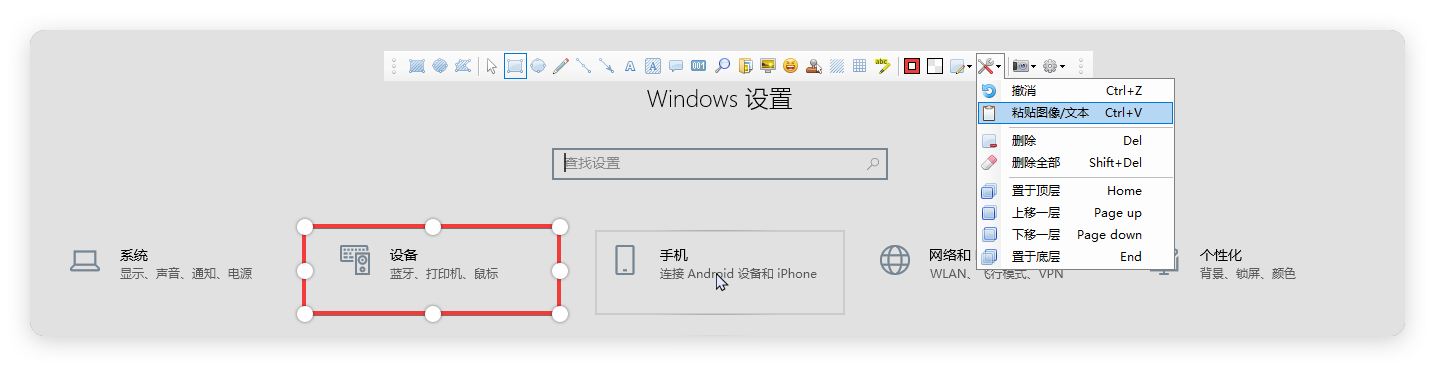 A A 001 abc
Windows 设置
撤消 Ctrl+Z
粘贴图像/文本 Ctrl+V
删除 Del
删除全部 Shift+Del
置于顶层 Home
上移一层 Page up
下移一层 Page down
置于底层 End
查找设置
系统
显示、声音、通知、电源
设备
蓝牙、打印机、鼠标
手机
连接 Android 设备和 iPhone
网络和
WLAN、飞行模式、VPN
个性化
背景、锁屏、颜色